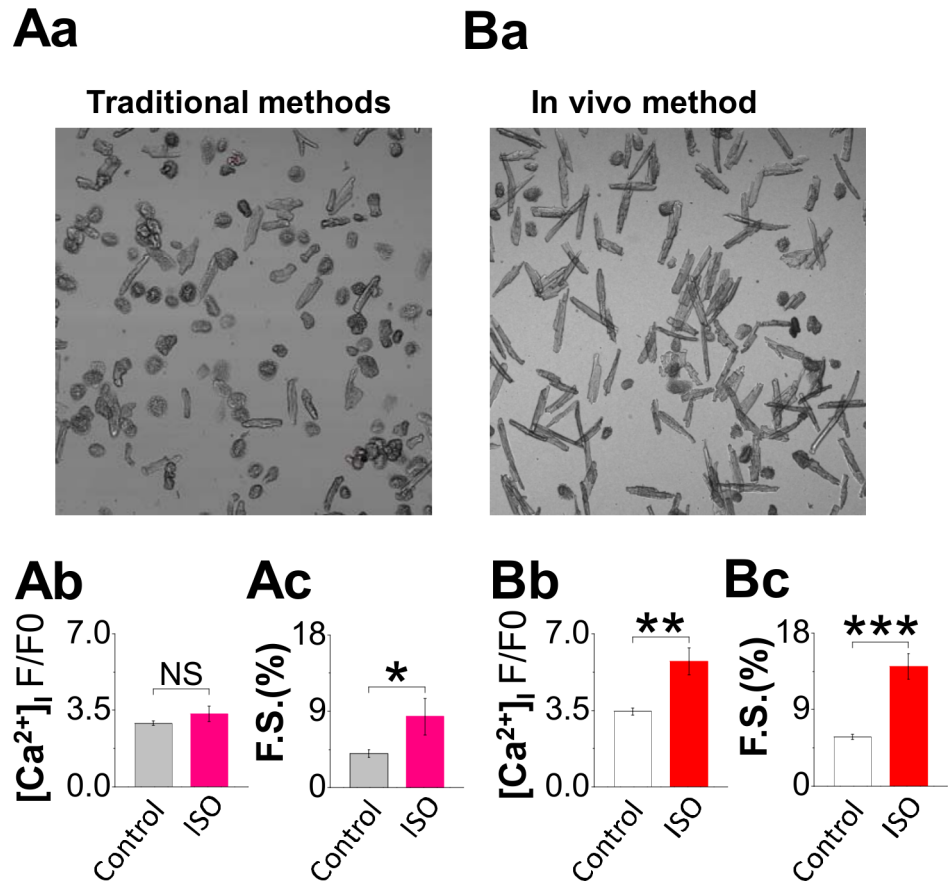 Aa
Ba
Traditional methods
In vivo method
Ab
Ac
Bb
Bc
[Ca²⁺]ᵢ F/F0
7.0
3.5
0.0
NS
Control
ISO
F.S.(%)
18
9
0
*
Control
ISO
[Ca²⁺]ᵢ F/F0
7.0
3.5
0.0
**
Control
ISO
F.S.(%)
18
9
0
***
Control
ISO